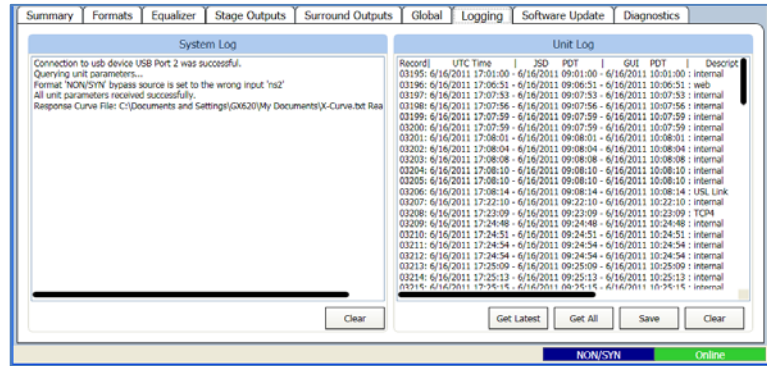 Summary Formats Equalizer Stage Outputs Surround Outputs Global Logging Software Update Diagnostics
System Log
Connection to usb device USB Port 2 was successful.
Querying unit parameters...
Format 'NON/SYN' bypass source is set to the wrong input 'ns2'
All unit parameters received successfully.
Response Curve File: C:\Documents and Settings\GX620\My Documents\X-Curve.txt Rea
Clear
Unit Log
Record| UTC Time | JSD PDT | GUI PDT | Descript
03195: 6/16/2011 17:01:00 - 6/16/2011 09:01:00 - 6/16/2011 10:01:00 : internal
03196: 6/16/2011 17:06:51 - 6/16/2011 09:06:51 - 6/16/2011 10:06:51 : web
03197: 6/16/2011 17:07:53 - 6/16/2011 09:07:53 - 6/16/2011 10:07:53 : internal
03198: 6/16/2011 17:07:56 - 6/16/2011 09:07:56 - 6/16/2011 10:07:56 : internal
03199: 6/16/2011 17:07:59 - 6/16/2011 09:07:59 - 6/16/2011 10:07:59 : internal
03200: 6/16/2011 17:07:59 - 6/16/2011 09:07:59 - 6/16/2011 10:07:59 : internal
03201: 6/16/2011 17:08:01 - 6/16/2011 09:08:01 - 6/16/2011 10:08:01 : internal
03202: 6/16/2011 17:08:04 - 6/16/2011 09:08:04 - 6/16/2011 10:08:04 : internal
03203: 6/16/2011 17:08:08 - 6/16/2011 09:08:08 - 6/16/2011 10:08:08 : internal
03204: 6/16/2011 17:08:10 - 6/16/2011 09:08:10 - 6/16/2011 10:08:10 : internal
03205: 6/16/2011 17:08:10 - 6/16/2011 09:08:10 - 6/16/2011 10:08:10 : internal
03206: 6/16/2011 17:08:14 - 6/16/2011 09:08:14 - 6/16/2011 10:08:14 : USL Link
03207: 6/16/2011 17:22:10 - 6/16/2011 09:22:10 - 6/16/2011 10:22:10 : internal
03208: 6/16/2011 17:23:09 - 6/16/2011 09:23:09 - 6/16/2011 10:23:09 : TCP4
03209: 6/16/2011 17:24:48 - 6/16/2011 09:24:48 - 6/16/2011 10:24:48 : internal
03210: 6/16/2011 17:24:51 - 6/16/2011 09:24:51 - 6/16/2011 10:24:51 : internal
03211: 6/16/2011 17:24:54 - 6/16/2011 09:24:54 - 6/16/2011 10:24:54 : internal
03212: 6/16/2011 17:24:54 - 6/16/2011 09:24:54 - 6/16/2011 10:24:54 : internal
03213: 6/16/2011 17:25:09 - 6/16/2011 09:25:09 - 6/16/2011 10:25:09 : internal
03214: 6/16/2011 17:25:13 - 6/16/2011 09:25:13 - 6/16/2011 10:25:13 : internal
03215: 6/16/2011 17:25:15 - 6/16/2011 09:25:15 - 6/16/2011 10:25:15 : internal
Get Latest Get All Save Clear
NON/SYN Online